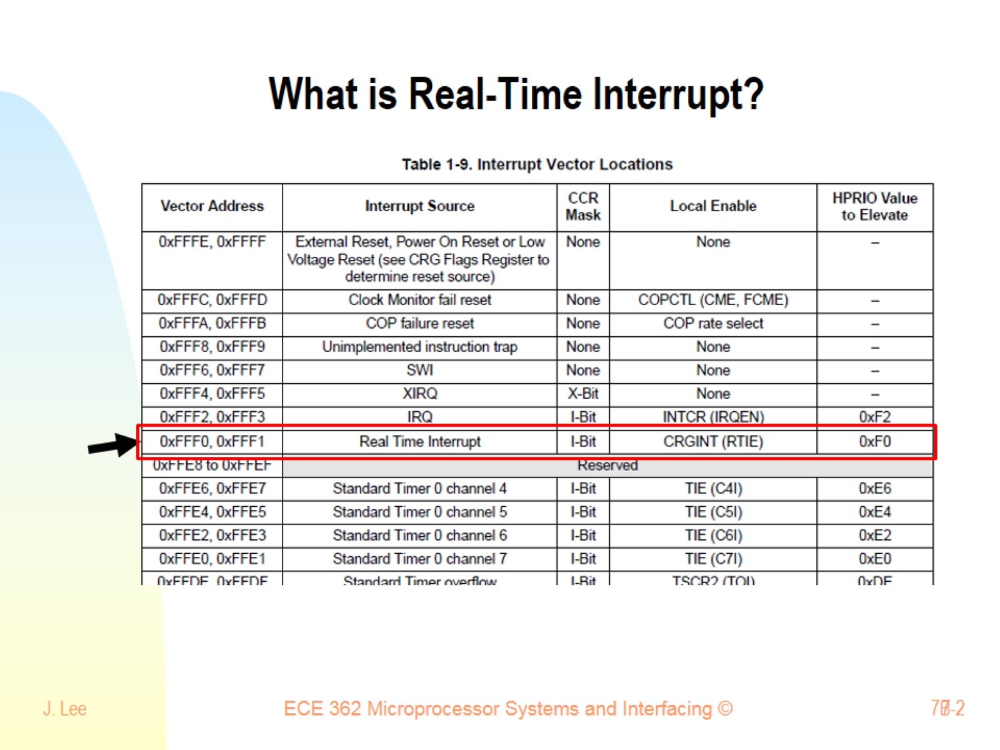 What is Real-Time Interrupt?
Table 1-9. Interrupt Vector Locations
Vector Address Interrupt Source CCR Mask Local Enable HPRIO Value to Elevate
0xFFFE, 0xFFFF External Reset, Power On Reset or Low Voltage Reset (see CRG Flags Register to determine reset source) None None –
0xFFFC, 0xFFFD Clock Monitor fail reset None COPCTL (CME, FCME) –
0xFFFA, 0xFFFB COP failure reset None COP rate select –
0xFFF8, 0xFFF9 Unimplemented instruction trap None None –
0xFFF6, 0xFFF7 SWI None None –
0xFFF4, 0xFFF5 XIRQ X-Bit None –
0xFFF2, 0xFFF3 IRQ I-Bit INTCR (IRQEN) 0xF2
0xFFF0, 0xFFF1 Real Time Interrupt I-Bit CRGINT (RTIE) 0xF0
0xFFE8 to 0xFFEF Reserved
0xFFE6, 0xFFE7 Standard Timer 0 channel 4 I-Bit TIE (C4I) 0xE6
0xFFE4, 0xFFE5 Standard Timer 0 channel 5 I-Bit TIE (C5I) 0xE4
0xFFE2, 0xFFE3 Standard Timer 0 channel 6 I-Bit TIE (C6I) 0xE2
0xFFE0, 0xFFE1 Standard Timer 0 channel 7 I-Bit TIE (C7I) 0xE0
0xFFDE, 0xFFDF Standard Timer overflow I-Bit TSCR2 (TOI) 0xDE
J. Lee ECE 362 Microprocessor Systems and Interfacing ©